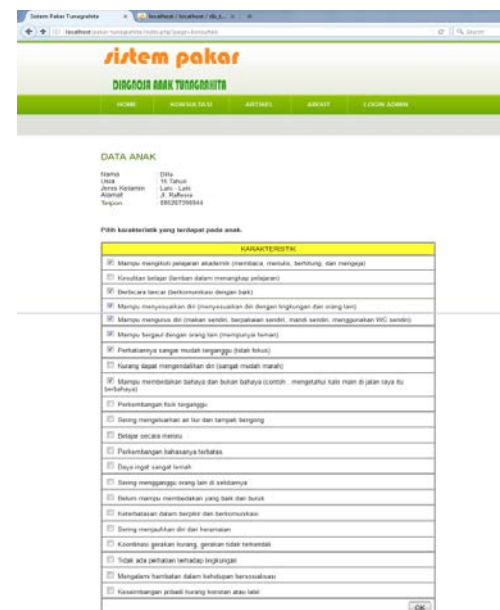 Sistem Pakar Tunagrahita
sistem pakar
DIAGNOSA ANAK TUNAGRAHITA
HOME KONSULTASI ARTIKEL ABOUT LOGIN ADMIN
DATA ANAK
Nama : Dilla
Usia
Jenis Kelamin : Laki - Laki
Alamat : Jl. Raflesia
Telpon
Pilih karakteristik yang terdapat pada anak.
KARAKTERISTIK
Mampu mengikuti pelajaran akademik (membaca, menulis, berhitung, dan mengeja)
Kesulitan belajar (lamban dalam menangkap pelajaran)
Berbicara lancar (berkomunikasi dengan baik)
Mampu menyesuaikan diri (menyesuaikan diri dengan lingkungan dan orang lain)
Mampu mengurus diri (makan sendiri, berpakaian sendiri, mandi sendiri, menggunakan WC sendiri)
Mampu bergaul dengan orang lain (mempunyai teman)
Perhatiannya sangat mudah terganggu (tidak fokus)
Kurang dapat mengendalikan diri (sangat mudah marah)
Mampu membedakan bahaya dan bukan bahaya (contoh : mengetahui kalo main di jalan raya itu
berbahaya)
Perkembangan fisik terganggu
Sering mengeluarkan air liur dan tampak bengong
Belajar secara meniru
Perkembangan bahasanya terbatas
Daya ingat sangat lemah
Sering mengganggu orang lain di sekitarnya
Belum mampu membedakan yang baik dan buruk
Keterbatasan dalam berpikir dan berkomunikasi
Sering menjauhkan diri dari keramaian
Koordinasi gerakan kurang, gerakan tidak terkendali
Tidak ada perhatian terhadap lingkungan
Mengalami hambatan dalam kehidupan bersosialisasi
Keseimbangan pribadi kurang konstan atau labil
OK